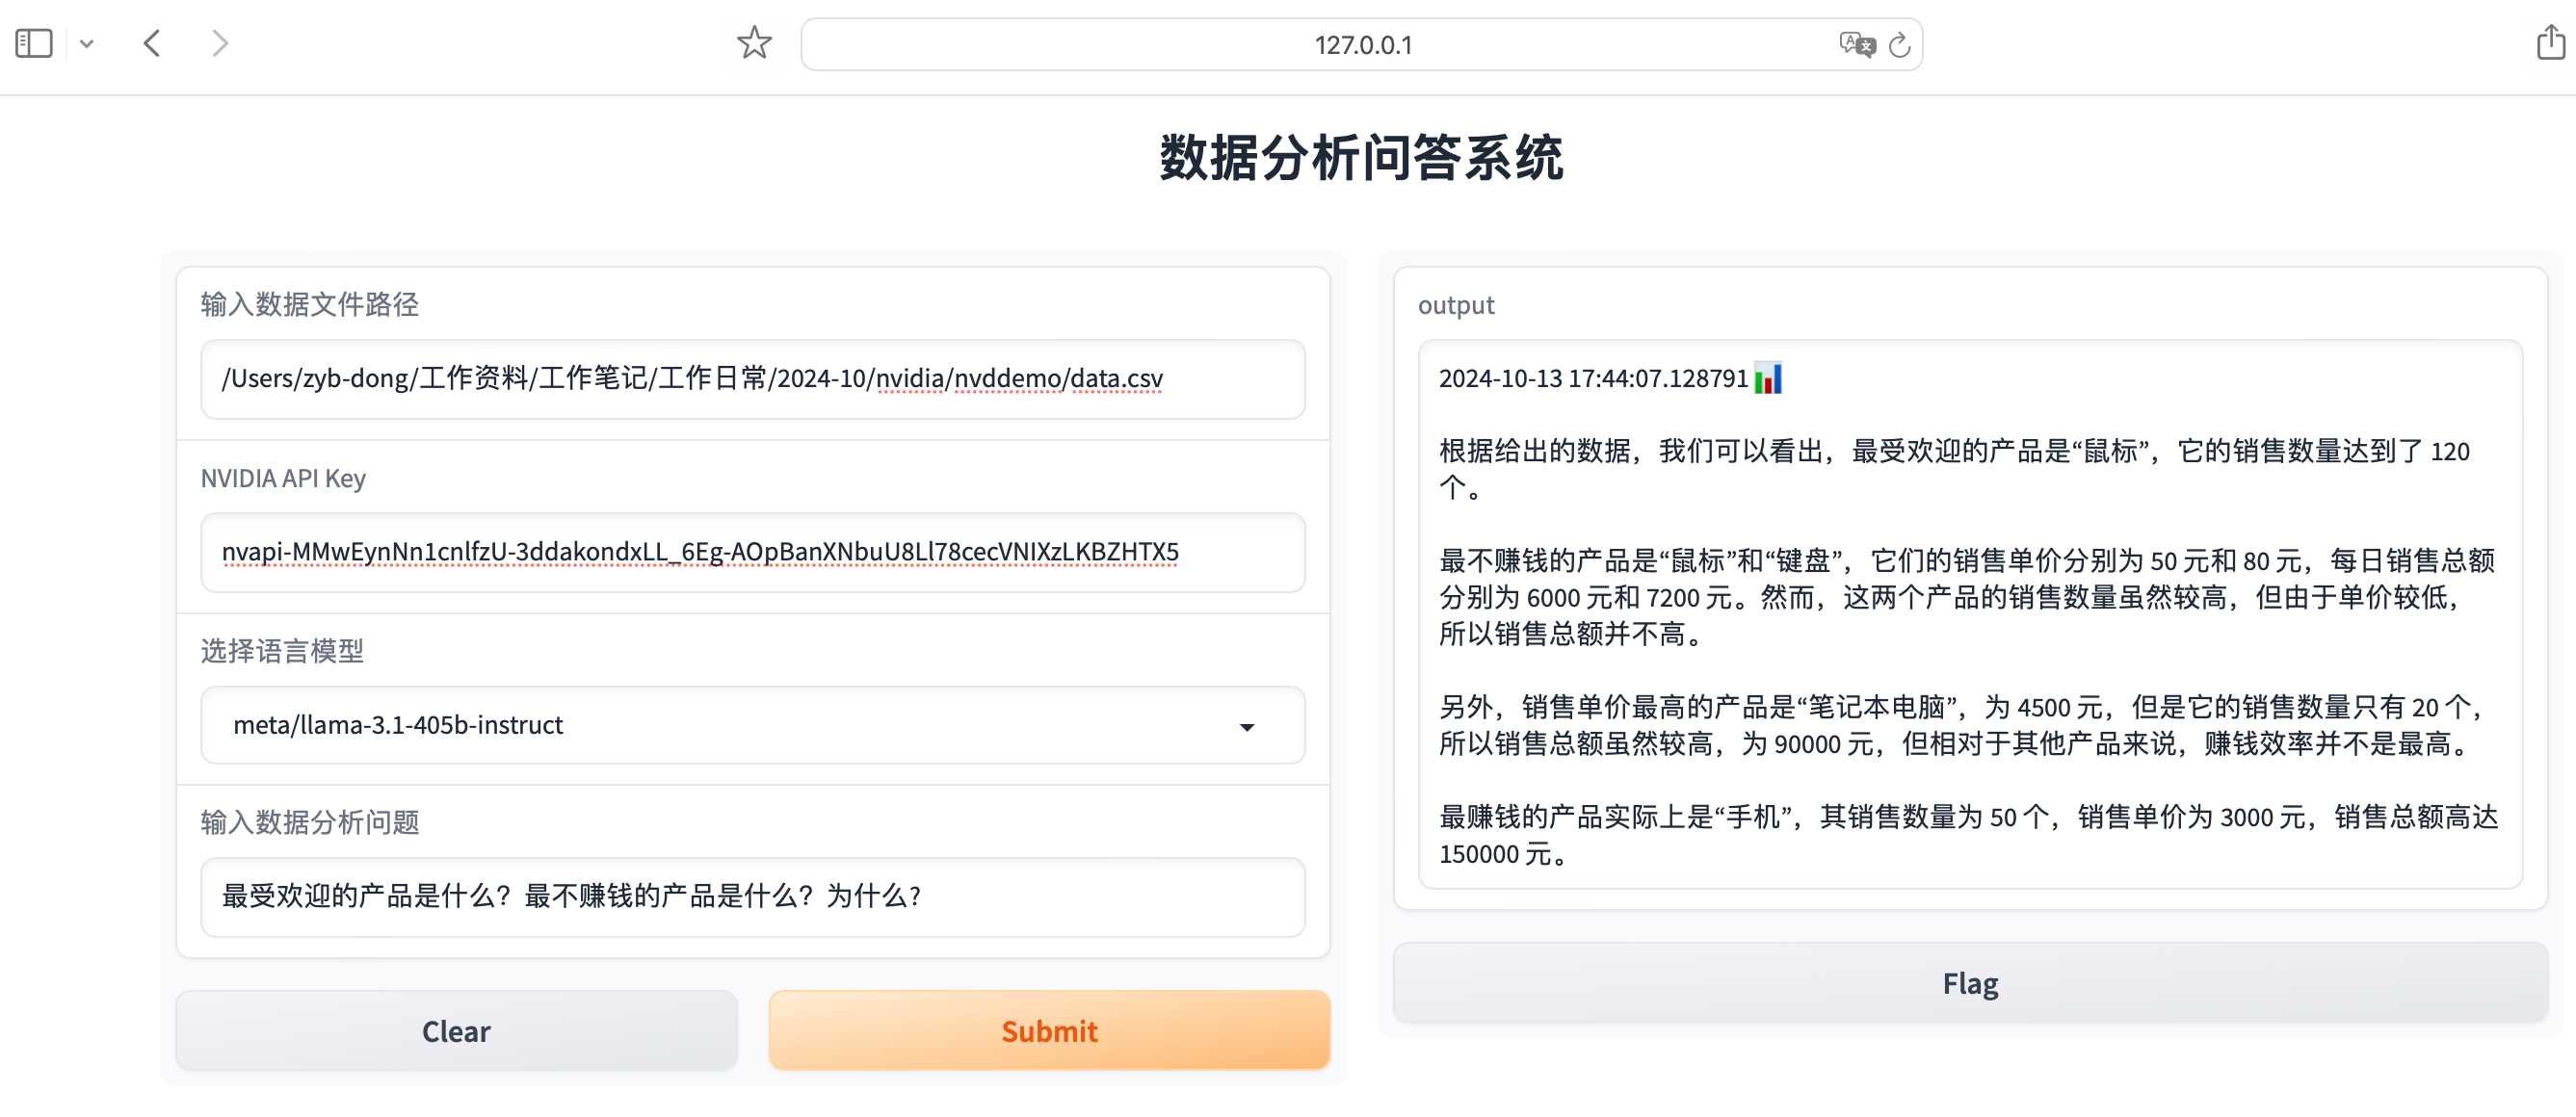 127.0.0.1
数据分析问答系统
输入数据文件路径
/Users/zyb-dong/工作资料/工作笔记/工作日常/2024-10/nvidia/nvddemo/data.csv
NVIDIA API Key
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
选择语言模型
meta/llama-3.1-405b-instruct
输入数据分析问题
最受欢迎的产品是什么？最不赚钱的产品是什么？为什么？
Clear
Submit
output
2024-10-13 17:44:07.128791📊
根据给出的数据，我们可以看出，最受欢迎的产品是“鼠标”，它的销售数量达到了 120
个。
最不赚钱的产品是“鼠标”和“键盘”，它们的销售单价分别为 50 元和 80 元，每日销售总额
分别为 6000 元和 7200 元。然而，这两个产品的销售数量虽然较高，但由于单价较低，
所以销售总额并不高。
另外，销售单价最高的产品是“笔记本电脑”，为 4500 元，但是它的销售数量只有 20 个，
所以销售总额虽然较高，为 90000 元，但相对于其他产品来说，赚钱效率并不是最高。
最赚钱的产品实际上是“手机”，其销售数量为 50 个，销售单价为 3000 元，销售总额高达
150000 元。
Flag